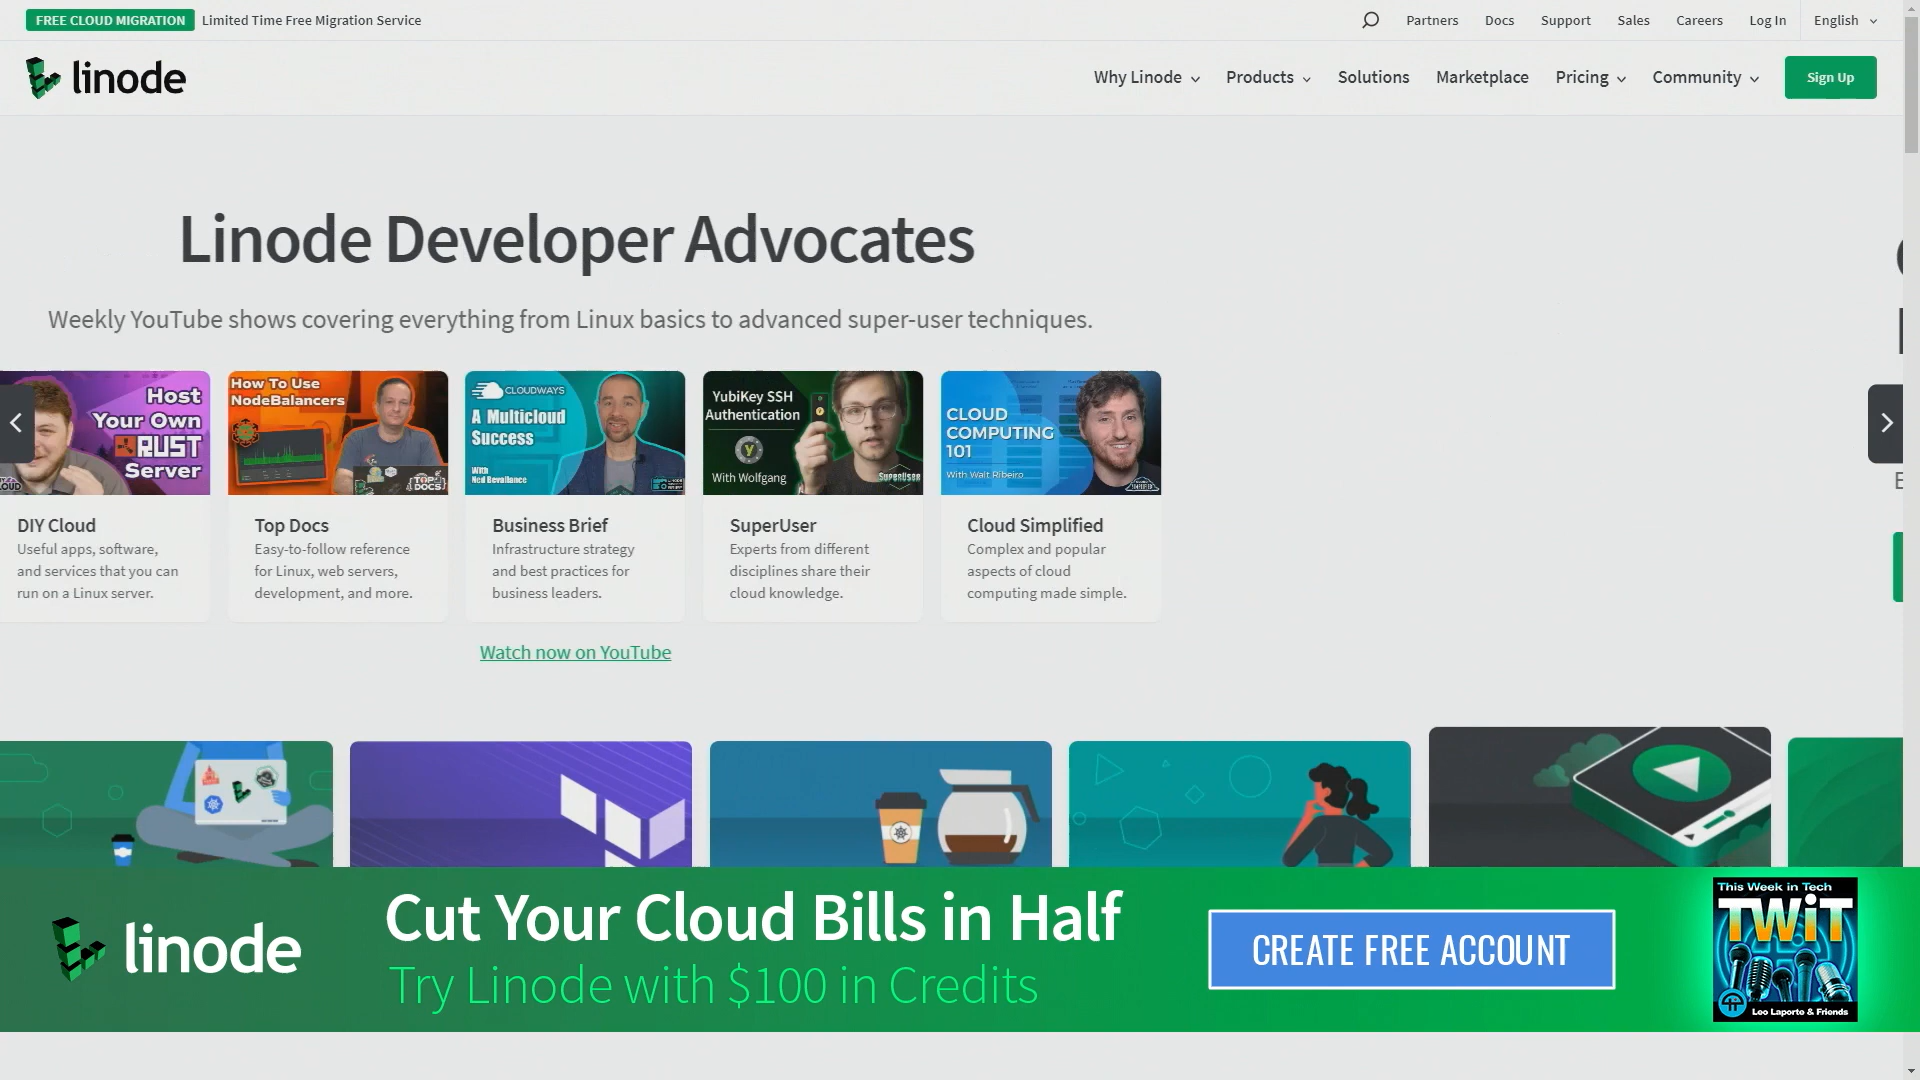 FREE CLOUD MIGRATION Limited Time Free Migration Service
Partners Docs Support Sales Careers Log In English
linode
Why Linode Products Solutions Marketplace Pricing Community Sign Up
Linode Developer Advocates
Weekly YouTube shows covering everything from Linux basics to advanced super-user techniques.
Host
Your Own
RUST
Server
DIY Cloud
Useful apps, software,
and services that you can
run on a Linux server.
How To Use
NodeBalancers
TOP DOCS
Top Docs
Easy-to-follow reference
for Linux, web servers,
development, and more.
CLOUDWAYS
A Multicloud
Success
With
Ned Devallance
Business Brief
Infrastructure strategy
and best practices for
business leaders.
YubiKey SSH
Authentication
With Wolfgang
SUPERUSER
SuperUser
Experts from different
disciplines share their
cloud knowledge.
CLOUD
COMPUTING
101
With Walt Ribeiro
Cloud Simplified
Complex and popular
aspects of cloud
computing made simple.
Watch now on YouTube
linode
Cut Your Cloud Bills in Half
Try Linode with $100 in Credits
CREATE FREE ACCOUNT
This Week in Tech
TWiT
Leo Laporte & Friends